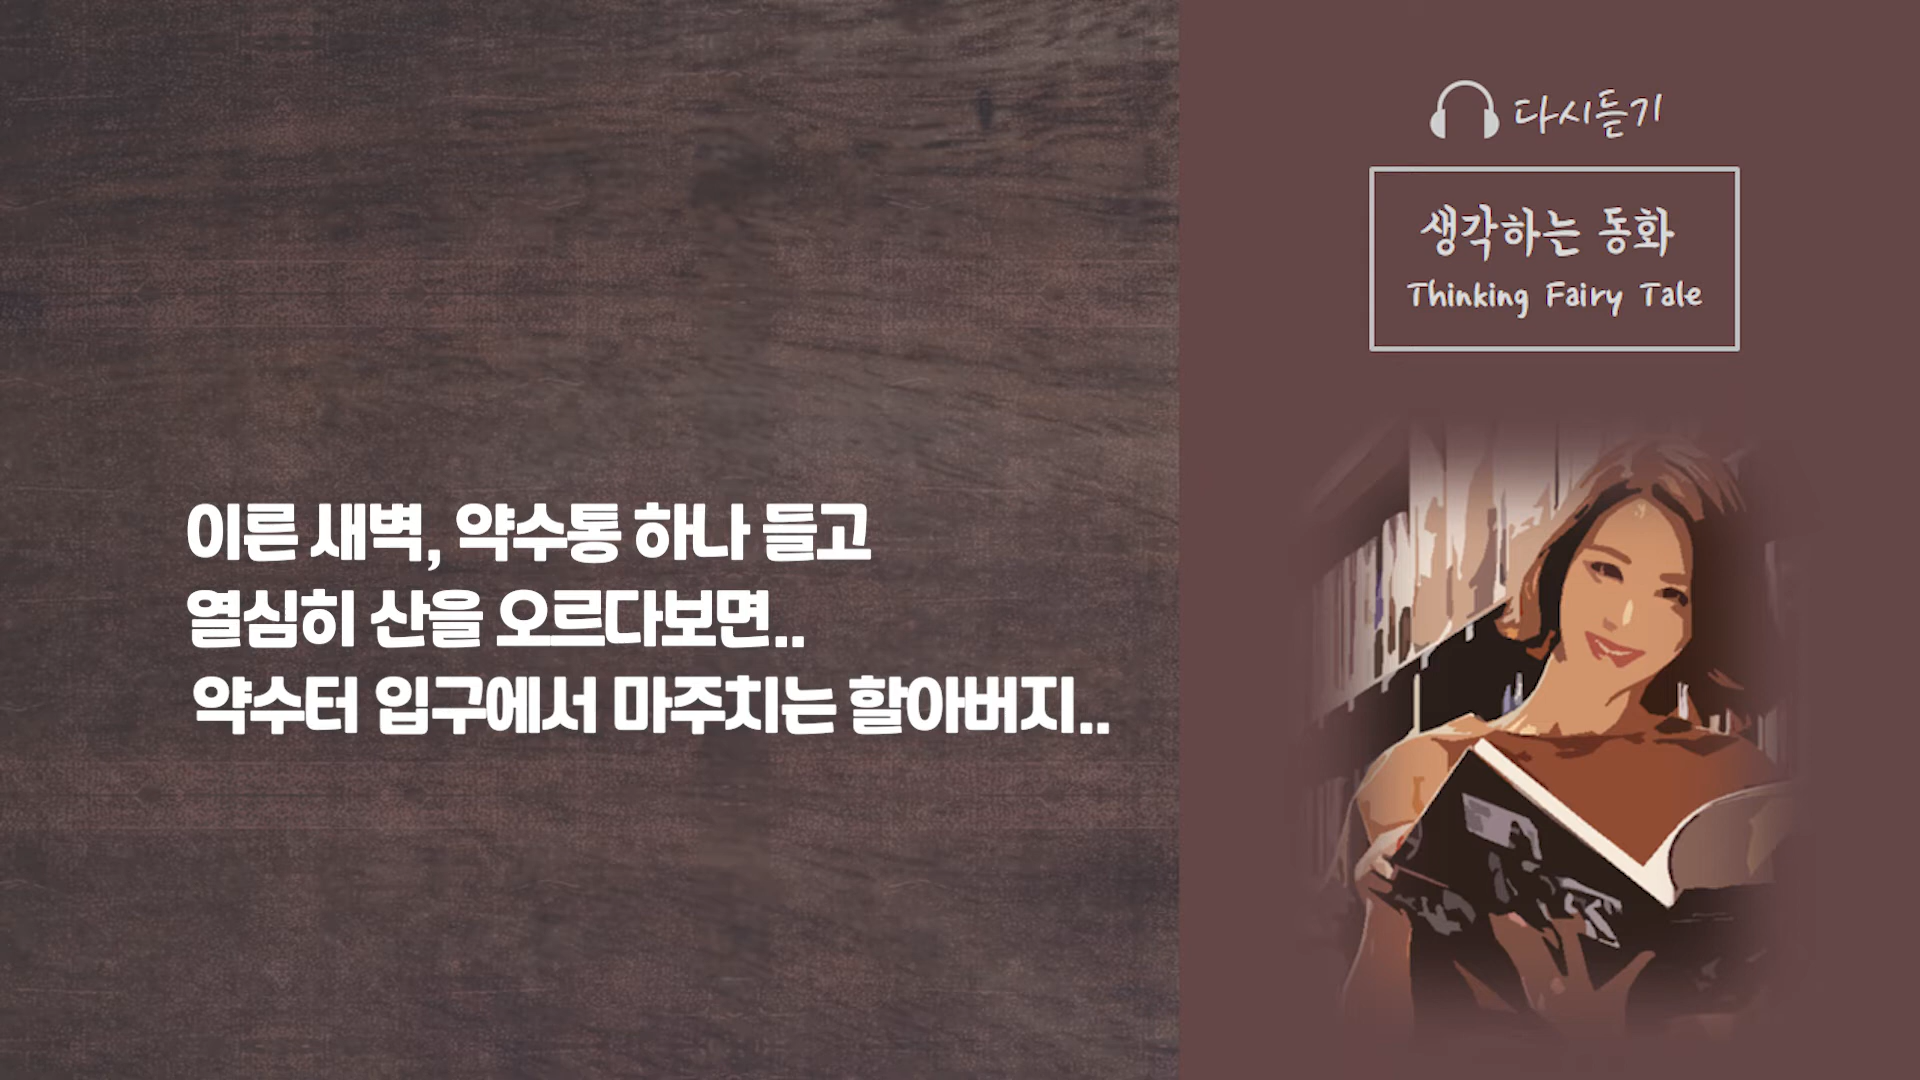 이른 새벽, 약수통 하나 들고
열심히 산을 오르다보면..
약수터 입구에서 마주치는 할아버지..
다시듣기
생각하는 동화
Thinking Fairy Tale